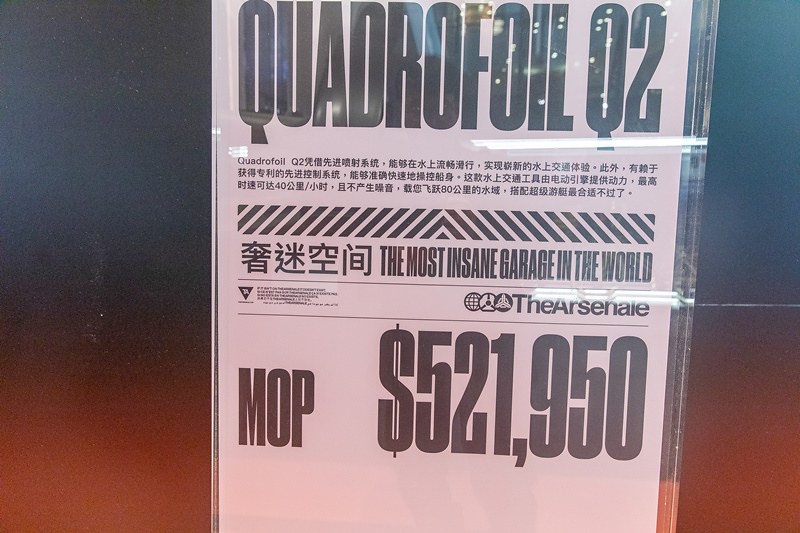 QUADROFOIL Q2
Quadrofoil Q2凭借先进喷射系统，能够在水上流畅滑行，实现崭新的水上交通体验。此外，有赖于
获得专利的先进控制系统，能够准确快速地操控船身。这款水上交通工具由电动引擎提供动力，最高
时速可达40公里/小时，且不产生噪音，载您飞跃80公里的水域，搭配超级游艇最合适不过了。
奢迷空间 THE MOST INSANE GARAGE IN THE WORLD
TheArsenale
MOP $521,950